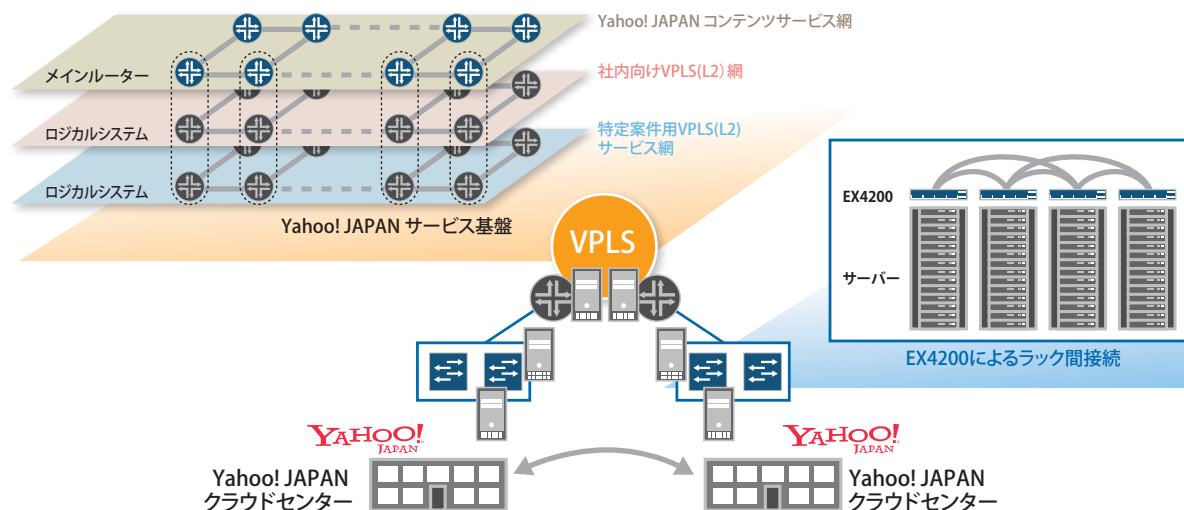 Yahoo! JAPAN コンテンツサービス網
メインルーター
社内向けVPLS(L2)網
ロジカルシステム
特定案件用VPLS(L2)
サービス網
ロジカルシステム
Yahoo! JAPAN サービス基盤
VPLS
EX4200
サーバー
EX4200によるラック間接続
YAHOO!
JAPAN
YAHOO!
JAPAN
Yahoo! JAPAN
クラウドセンター
Yahoo! JAPAN
クラウドセンター